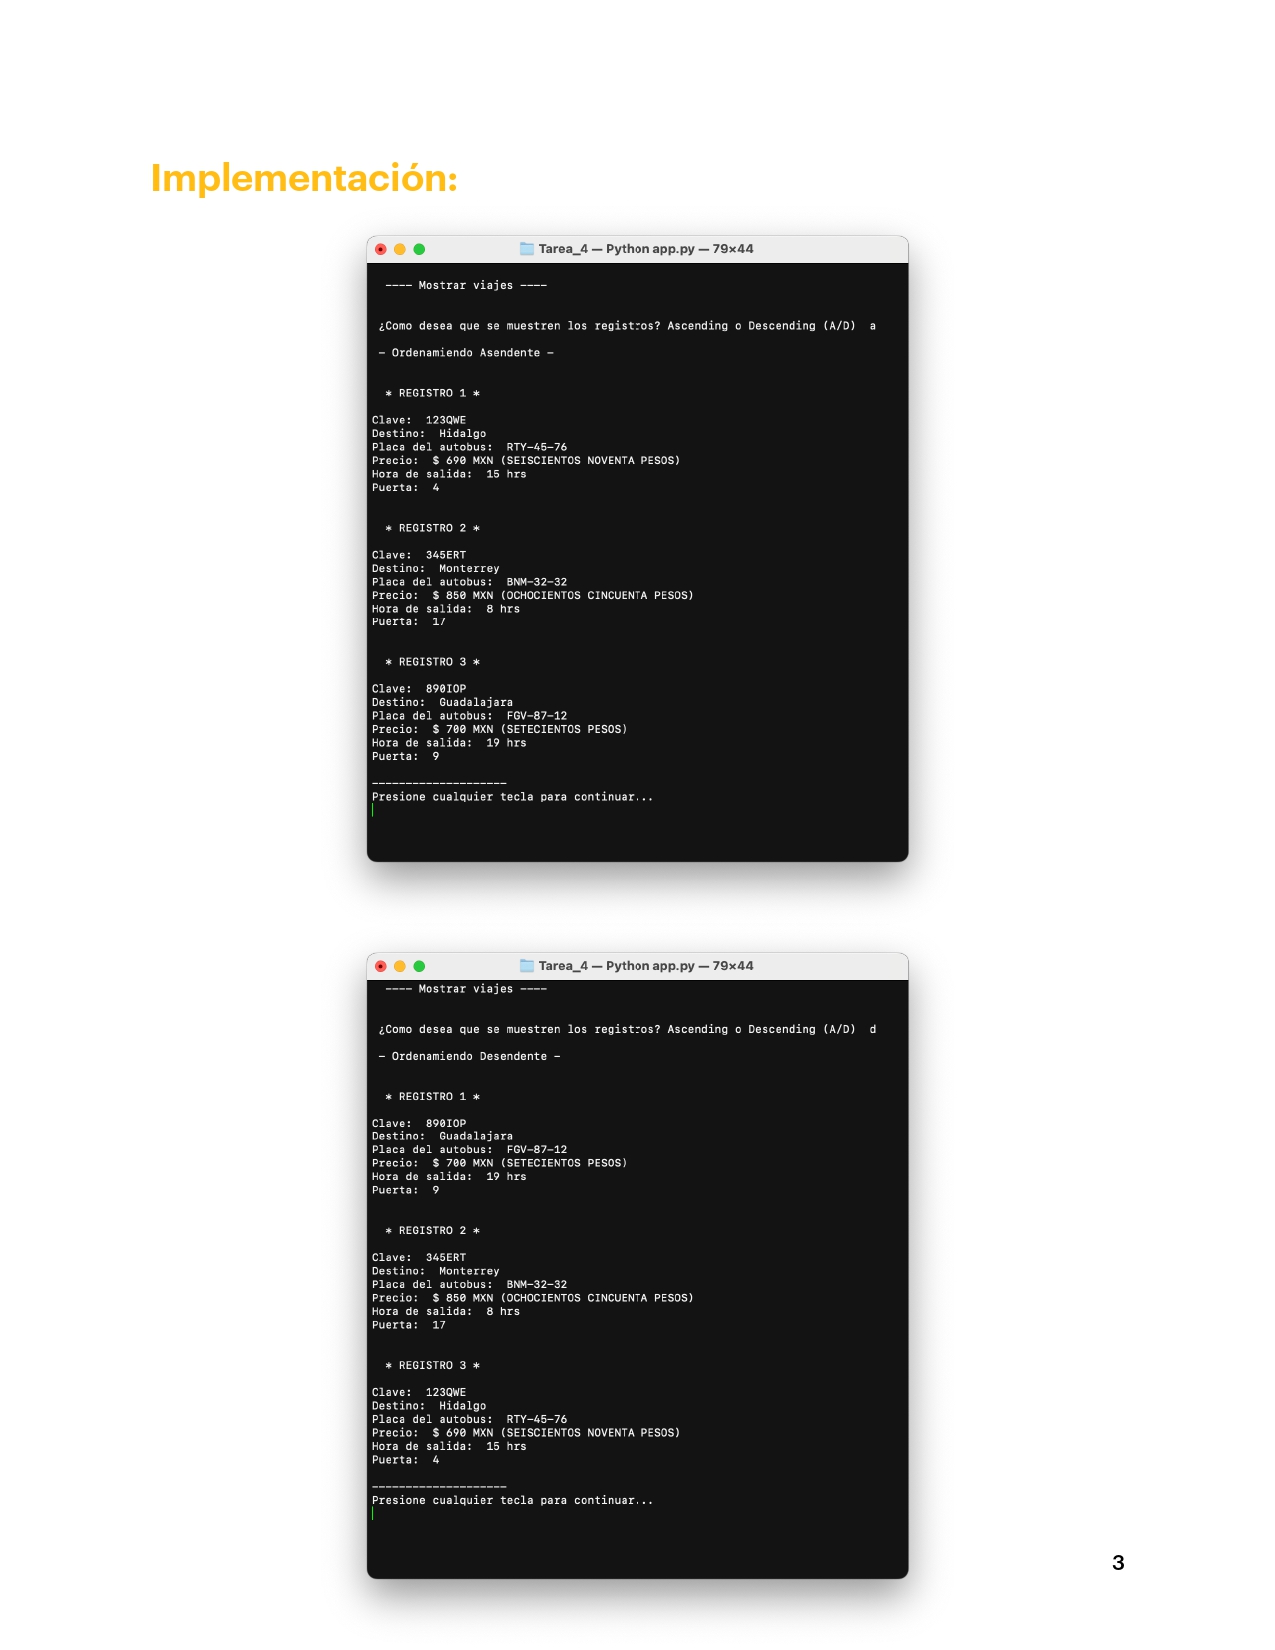 Implementación:
Tarea_4 — Python app.py — 79×44
---- Mostrar viajes ----
¿Como desea que se muestren los registros? Ascending o Descending (A/D)  a
- Ordenamiendo Asendente -
* REGISTRO 1 *
Clave:  123QWE
Destino:  Hidalgo
Placa del autobus:  RTY-45-76
Precio:  $ 690 MXN (SEISCIENTOS NOVENTA PESOS)
Hora de salida:  15 hrs
Puerta:  4
* REGISTRO 2 *
Clave:  345ERT
Destino:  Monterrey
Placa del autobus:  BNM-32-32
Precio:  $ 850 MXN (OCHOCIENTOS CINCUENTA PESOS)
Hora de salida:  8 hrs
Puerta:  17
* REGISTRO 3 *
Clave:  890IOP
Destino:  Guadalajara
Placa del autobus:  FGV-87-12
Precio:  $ 700 MXN (SETECIENTOS PESOS)
Hora de salida:  19 hrs
Puerta:  9
--------------------
Presione cualquier tecla para continuar...
Tarea_4 — Python app.py — 79×44
---- Mostrar viajes ----
¿Como desea que se muestren los registros? Ascending o Descending (A/D)  d
- Ordenamiendo Desendente -
* REGISTRO 1 *
Clave:  890IOP
Destino:  Guadalajara
Placa del autobus:  FGV-87-12
Precio:  $ 700 MXN (SETECIENTOS PESOS)
Hora de salida:  19 hrs
Puerta:  9
* REGISTRO 2 *
Clave:  345ERT
Destino:  Monterrey
Placa del autobus:  BNM-32-32
Precio:  $ 850 MXN (OCHOCIENTOS CINCUENTA PESOS)
Hora de salida:  8 hrs
Puerta:  17
* REGISTRO 3 *
Clave:  123QWE
Destino:  Hidalgo
Placa del autobus:  RTY-45-76
Precio:  $ 690 MXN (SEISCIENTOS NOVENTA PESOS)
Hora de salida:  15 hrs
Puerta:  4
--------------------
Presione cualquier tecla para continuar...
3